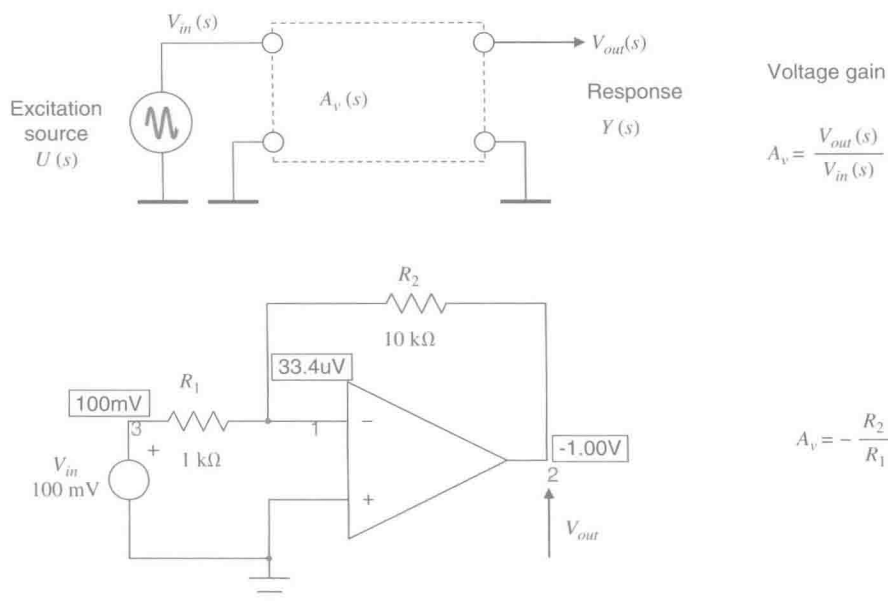 V_in (s)
V_out(s)
Voltage gain
Excitation
source
U (s)
A_v (s)
Response
Y (s)
A_v = V_out (s) / V_in (s)
R_2
10 kΩ
33.4uV
R_1
100mV
3
1
−
+
1 kΩ
V_in
100 mV
+
-1.00V
2
V_out
A_v = − R_2 / R_1